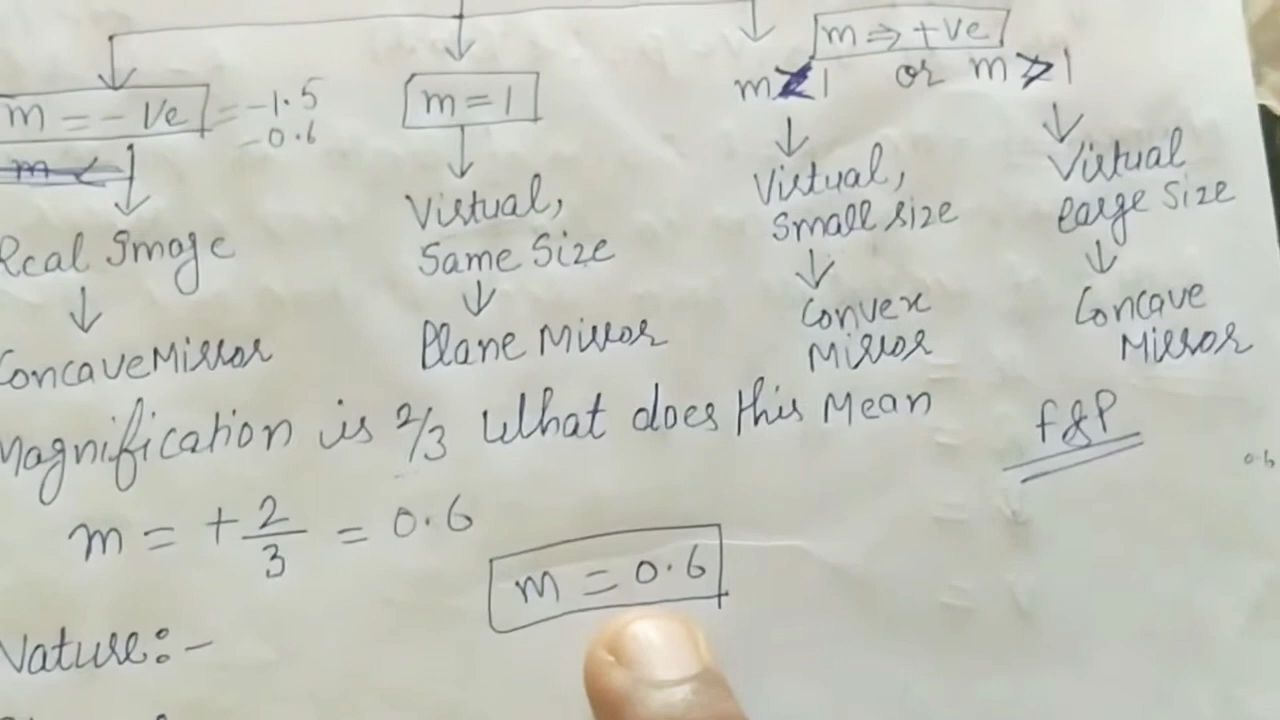 m ⇒ +ve
m = - ve = -1.5
-0.6
m = 1
m < 1 or m > 1
Real Image
Virtual,
Same Size
Virtual,
Small size
Virtual
large Size
Concave Mirror
Plane Mirror
Convex
Mirror
Concave
Mirror
Magnification is 2/3 What does this Mean
m = + 2/3 = 0.6
m = 0.6
Nature:-